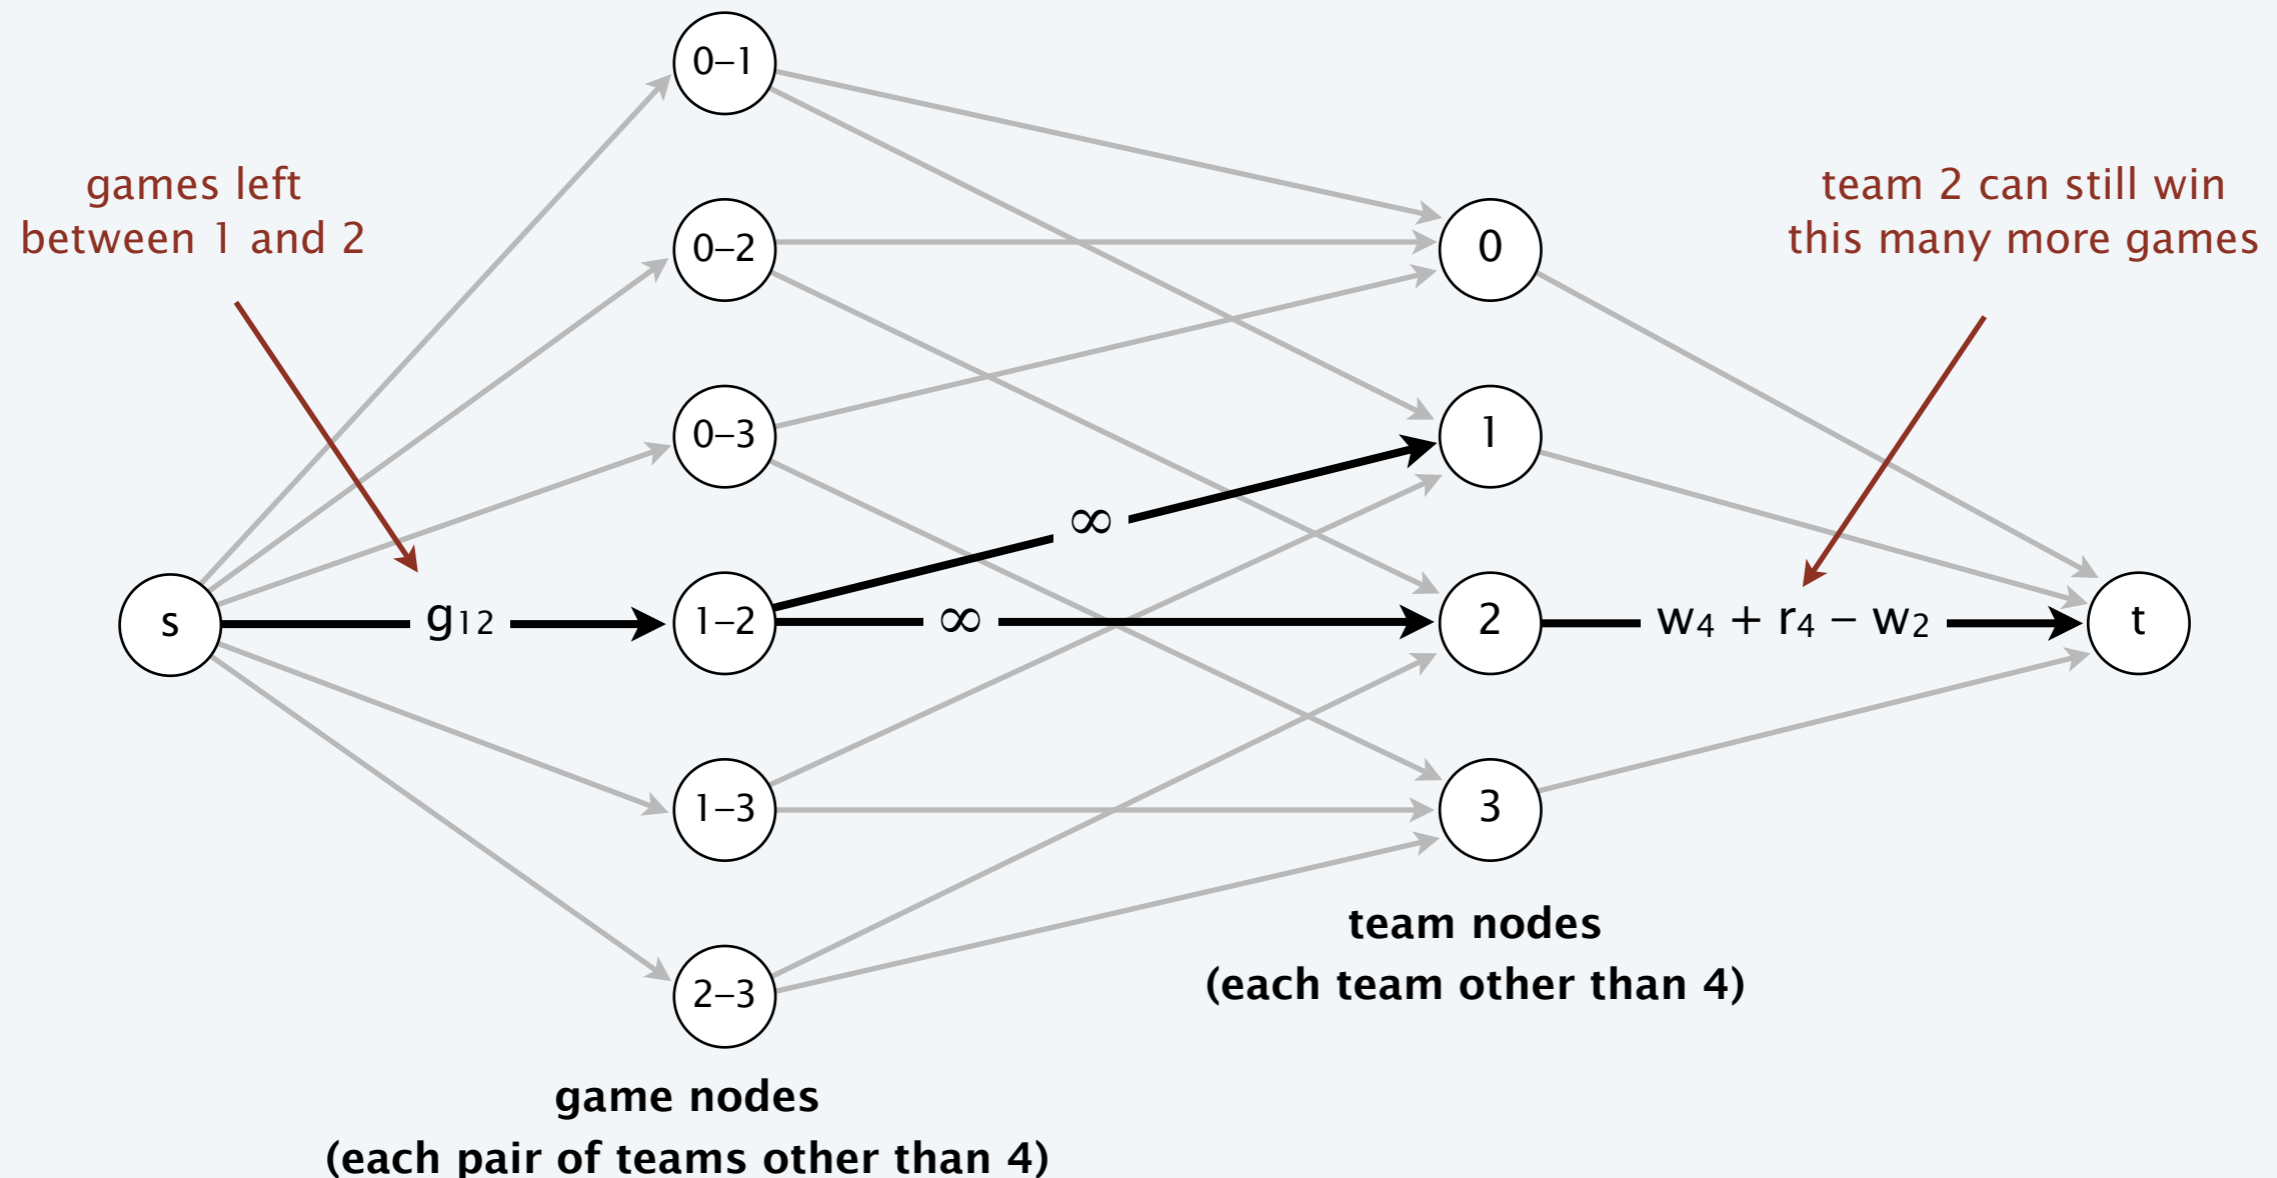 0–1
games left
between 1 and 2
team 2 can still win
this many more games
0–2
0
0–3
1
∞
s
g12
1–2
∞
2
w4 + r4 – w2
t
1–3
3
2–3
team nodes
(each team other than 4)
game nodes
(each pair of teams other than 4)